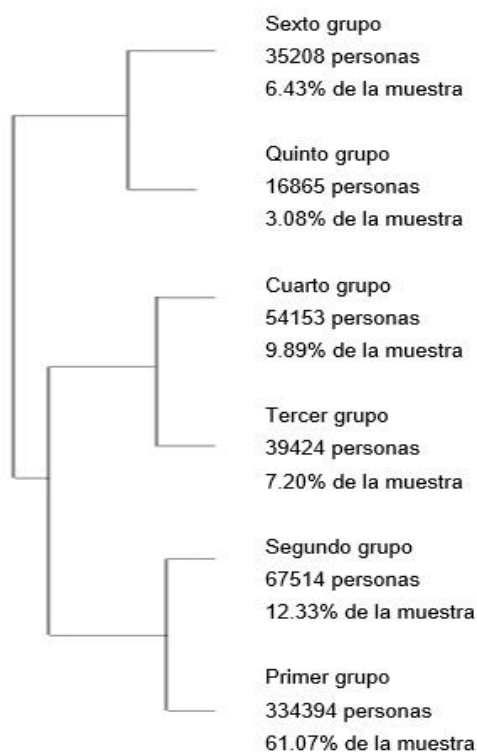 Sexto grupo
35208 personas
6.43% de la muestra
Quinto grupo
16865 personas
3.08% de la muestra
Cuarto grupo
54153 personas
9.89% de la muestra
Tercer grupo
39424 personas
7.20% de la muestra
Segundo grupo
67514 personas
12.33% de la muestra
Primer grupo
334394 personas
61.07% de la muestra